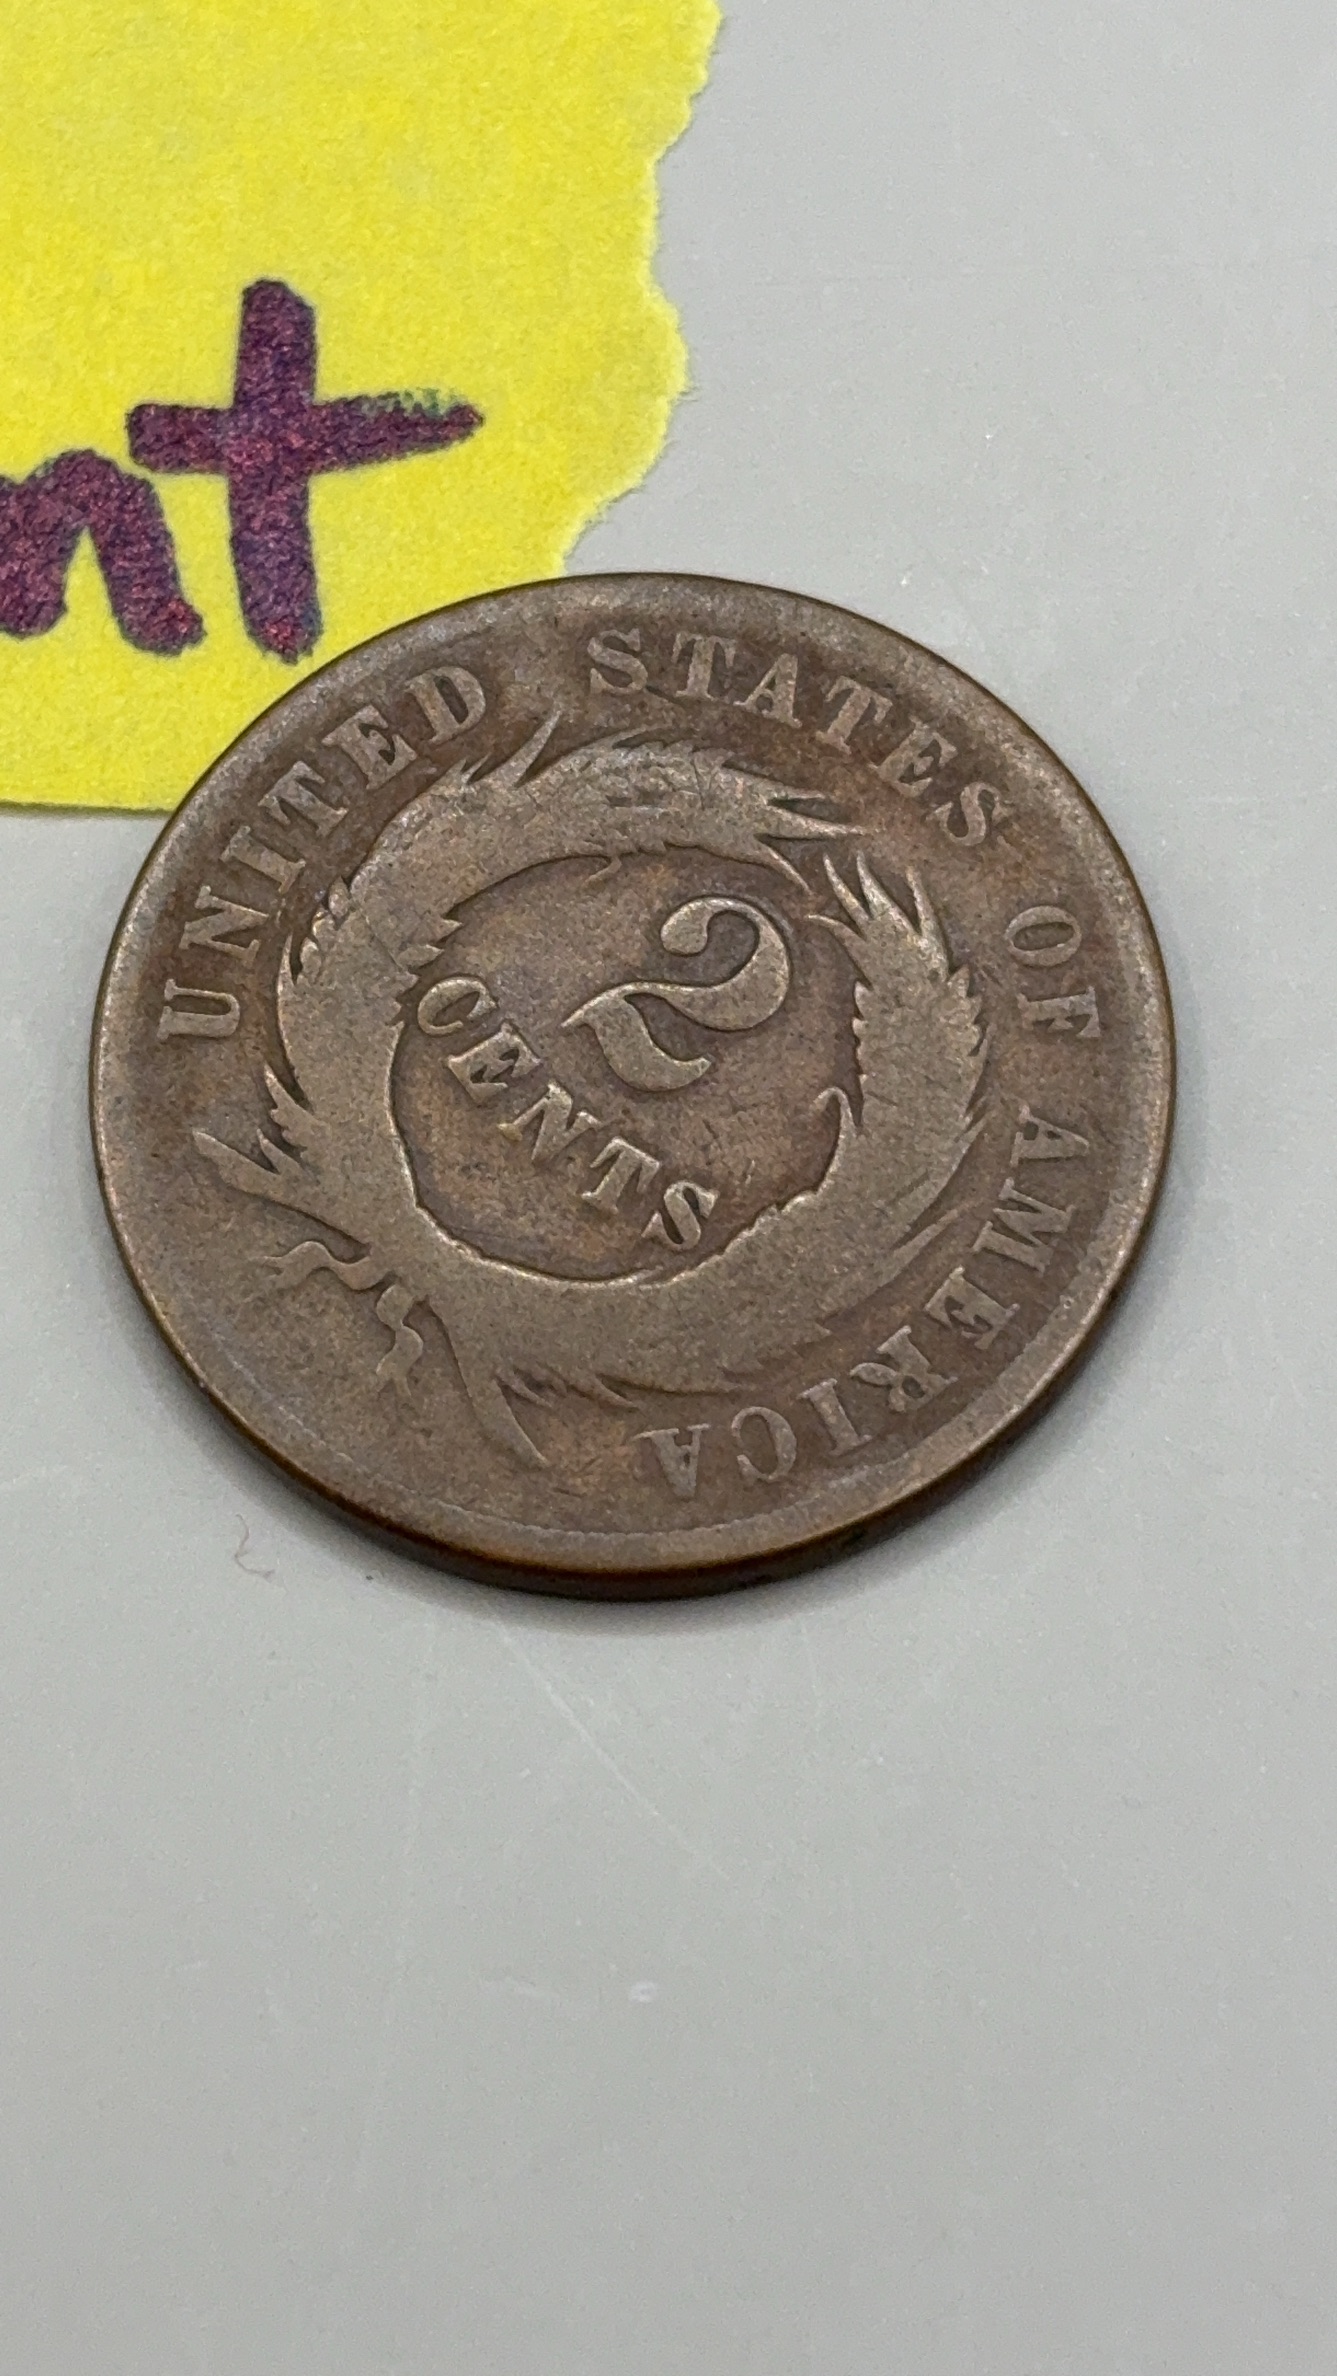 nt
UNITED STATES OF AMERICA
2
CENTS